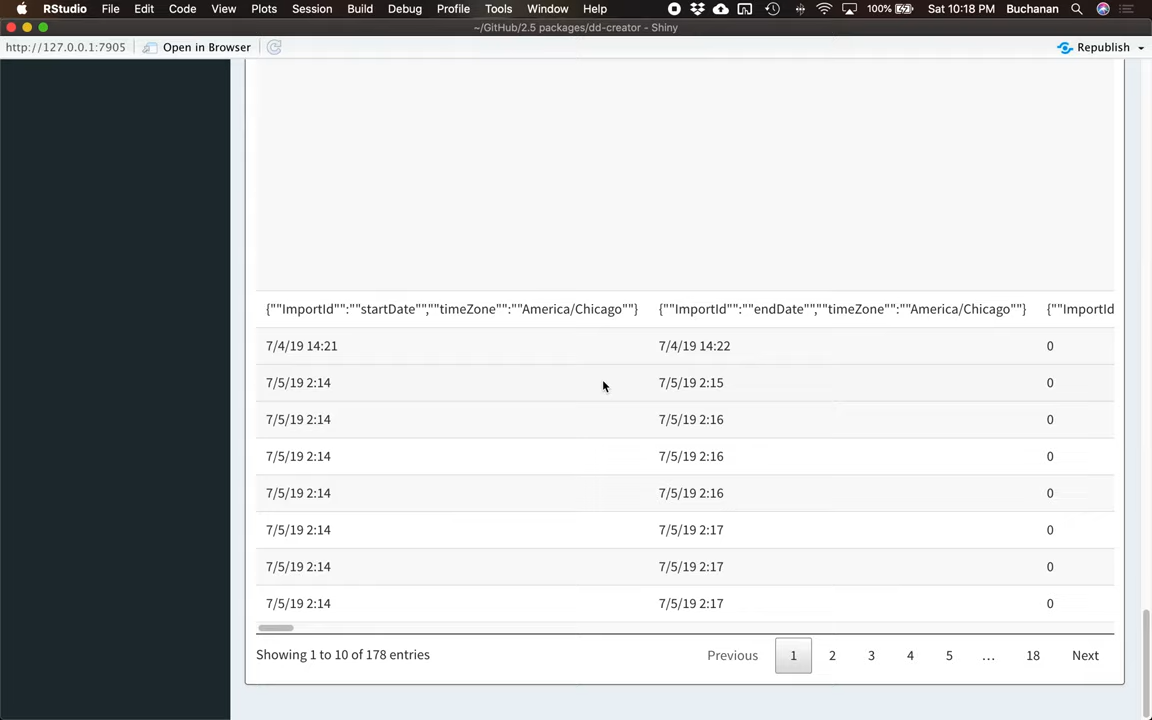 RStudio File Edit Code View Plots Session Build Debug Profile Tools Window Help 100% Sat 10:18 PM Buchanan
~/GitHub/2.5 packages/dd-creator - Shiny
http://127.0.0.1:7905 Open in Browser Republish
{""ImportId"":""startDate"",""timeZone"":""America/Chicago""} {""ImportId"":""endDate"",""timeZone"":""America/Chicago""} {""ImportId
7/4/19 14:21 7/4/19 14:22 0
7/5/19 2:14 7/5/19 2:15 0
7/5/19 2:14 7/5/19 2:16 0
7/5/19 2:14 7/5/19 2:16 0
7/5/19 2:14 7/5/19 2:16 0
7/5/19 2:14 7/5/19 2:17 0
7/5/19 2:14 7/5/19 2:17 0
7/5/19 2:14 7/5/19 2:17 0
Showing 1 to 10 of 178 entries Previous 1 2 3 4 5 … 18 Next